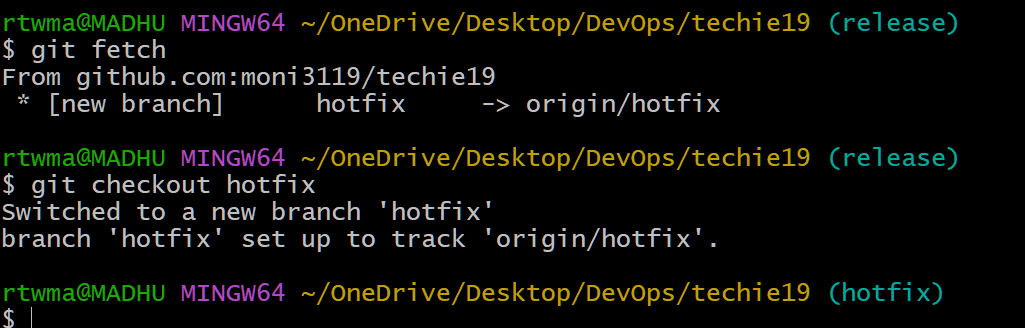 rtwma@MADHU MINGW64 ~/OneDrive/Desktop/DevOps/techie19 (release)
$ git fetch
From github.com:moni3119/techie19
 * [new branch]      hotfix     -> origin/hotfix
rtwma@MADHU MINGW64 ~/OneDrive/Desktop/DevOps/techie19 (release)
$ git checkout hotfix
Switched to a new branch 'hotfix'
branch 'hotfix' set up to track 'origin/hotfix'.
rtwma@MADHU MINGW64 ~/OneDrive/Desktop/DevOps/techie19 (hotfix)
$